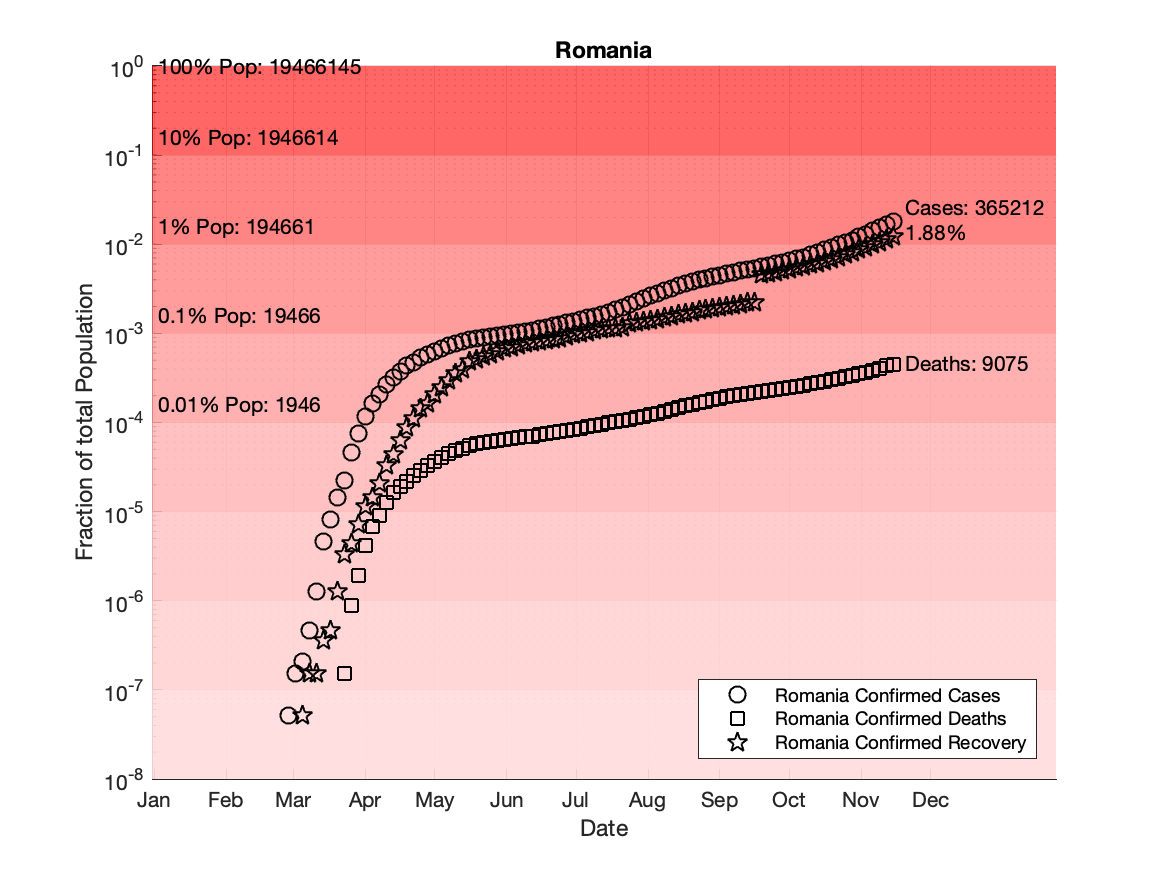 Romania
10^0
100% Pop: 19466145
10% Pop: 1946614
10^-1
1% Pop: 194661
Cases: 365212
1.88%
10^-2
0.1% Pop: 19466
10^-3
Deaths: 9075
0.01% Pop: 1946
10^-4
10^-5
10^-6
10^-7
10^-8
Fraction of total Population
Romania Confirmed Cases
Romania Confirmed Deaths
Romania Confirmed Recovery
Jan Feb Mar Apr May Jun Jul Aug Sep Oct Nov Dec
Date